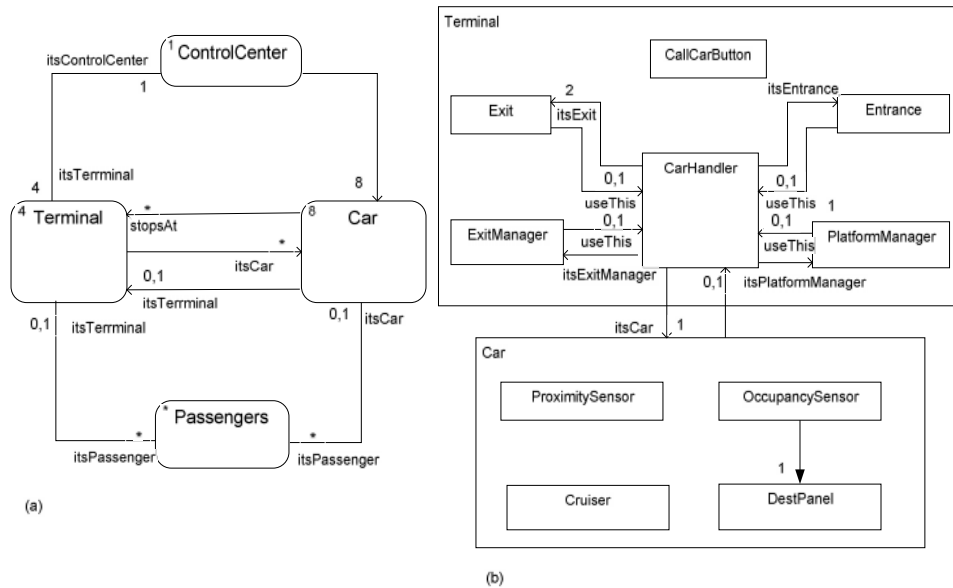 1 ControlCenter
itsControlCenter
1
itsTerrminal
4
8
4 Terminal
8 Car
*
stopsAt
*
itsCar
0,1
itsTerrminal
0,1
itsTerrminal
0,1
itsCar
* Passengers
*
itsPassenger
*
itsPassenger
(a)
Terminal
CallCarButton
Exit
2
itsExit
itsEntrance
Entrance
CarHandler
0,1
useThis
0,1
useThis
ExitManager
0,1
useThis
itsExitManager
1
0,1
useThis
PlatformManager
itsPlatformManager
0,1
itsCar
1
Car
ProximitySensor
OccupancySensor
1
Cruiser
DestPanel
(b)